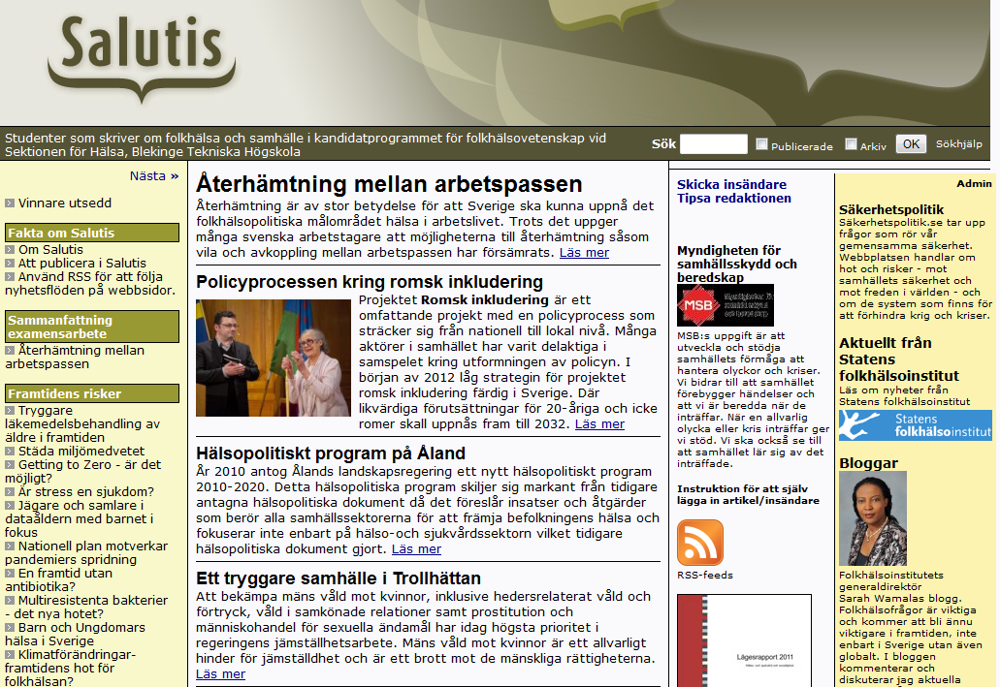 Salutis
Studenter som skriver om folkhälsa och samhälle i kandidatprogrammet för folkhälsovetenskap vid
Sektionen för Hälsa, Blekinge Tekniska Högskola
Sök Publicerade Arkiv OK Sökhjälp
Nästa »
Vinnare utsedd
Fakta om Salutis
Om Salutis
Att publicera i Salutis
Använd RSS för att följa
nyhetsflöden på webbsidor.
Sammanfattning
examensarbete
Återhämtning mellan
arbetspassen
Framtidens risker
Tryggare
läkemedelsbehandling av
äldre i framtiden
Städa miljömedvetet
Getting to Zero - är det
möjligt?
Är stress en sjukdom?
Jägare och samlare i
dataåldern med barnet i
fokus
Nationell plan motverkar
pandemiers spridning
En framtid utan
antibiotika?
Multiresistenta bakterier
- det nya hotet?
Barn och Ungdomars
hälsa i Sverige
Klimatförändringar-
framtidens hot för
folkhälsan?
Återhämtning mellan arbetspassen
Återhämtning är av stor betydelse för att Sverige ska kunna uppnå det
folkhälsopolitiska målområdet hälsa i arbetslivet. Trots det uppger
många svenska arbetstagare att möjligheterna till återhämtning såsom
vila och avkoppling mellan arbetspassen har försämrats. Läs mer
Policyprocessen kring romsk inkludering
Projektet Romsk inkludering är ett
omfattande projekt med en policyprocess som
sträcker sig från nationell till lokal nivå. Många
aktörer i samhället har varit delaktiga i
samspelet kring utformningen av policyn. I
början av 2012 låg strategin för projektet
romsk inkludering färdig i Sverige. Där
likvärdiga förutsättningar för 20-åriga och icke
romer skall uppnås fram till 2032. Läs mer
Hälsopolitiskt program på Åland
År 2010 antog Ålands landskapsregering ett nytt hälsopolitiskt program
2010-2020. Detta hälsopolitiska program skiljer sig markant från tidigare
antagna hälsopolitiska dokument då det föreslår insatser och åtgärder
som berör alla samhällssektorerna för att främja befolkningens hälsa och
fokuserar inte enbart på hälso-och sjukvårdssektorn vilket tidigare
hälsopolitiska dokument gjort. Läs mer
Ett tryggare samhälle i Trollhättan
Att bekämpa mäns våld mot kvinnor, inklusive hedersrelaterat våld och
förtryck, våld i samkönade relationer samt prostitution och
människohandel för sexuella ändamål har idag högsta prioritet i
regeringens jämställhetsarbete. Mäns våld mot kvinnor är ett allvarligt
hinder för jämställdhet och är ett brott mot de mänskliga rättigheterna.
Läs mer
Skicka insändare
Tipsa redaktionen
Myndigheten för
samhällsskydd och
beredskap
MSB
MSB:s uppgift är att
utveckla och stödja
samhällets förmåga att
hantera olyckor och kriser.
Vi bidrar till att samhället
förebygger händelser och
att vi är beredda när de
inträffar. När en allvarlig
olycka eller kris inträffar ger
vi stöd. Vi ska också se till
att samhället lär sig av det
inträffade.
Instruktion för att själv
lägga in artikel/insändare
RSS-feeds
Lägesrapport 2011
Admin
Säkerhetspolitik
Säkerhetspolitik.se tar upp
frågor som rör vår
gemensamma säkerhet.
Webbplatsen handlar om
hot och risker - mot
samhällets säkerhet och
mot freden i världen - och
om de system som finns för
att förhindra krig och kriser.
Aktuellt från
Statens
folkhälsoinstitut
Läs om nyheter från
Statens folkhälsoinstitut
Statens
folkhälsoinstitut
Bloggar
Folkhälsoinstitutets
generaldirektör
Sarah Wamalas blogg.
Folkhälsofrågor är viktiga
och kommer att bli ännu
viktigare i framtiden, inte
enbart i Sverige utan även
globalt. I bloggen
kommenterar och
diskuterar jag aktuella